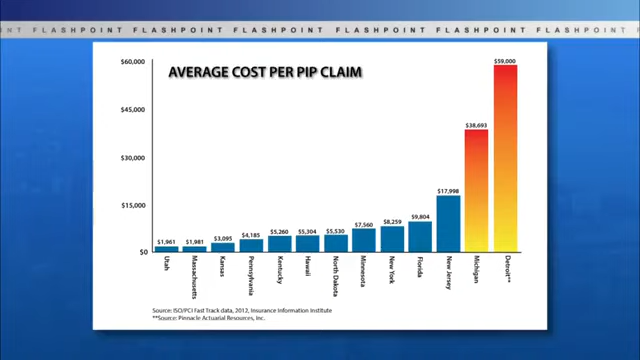 NT FLASHPOINT FLASHPOINT FLASHPOINT FLASHPOINT FLASH
AVERAGE COST PER PIP CLAIM
$60,000
$45,000
$30,000
$15,000
$0
$1,961
$1,981
$3,095
$4,185
$5,260
$5,304
$5,530
$7,560
$8,259
$9,804
$17,998
$38,693
$59,000
Utah
Massachusetts
Kansas
Pennsylvania
Kentucky
Hawaii
North Dakota
Minnesota
New York
Florida
New Jersey
Michigan
Detroit**
Source: ISO/PCI Fast Track data, 2012, Insurance Information Institute
**Source: Pinnacle Actuarial Resources, Inc.